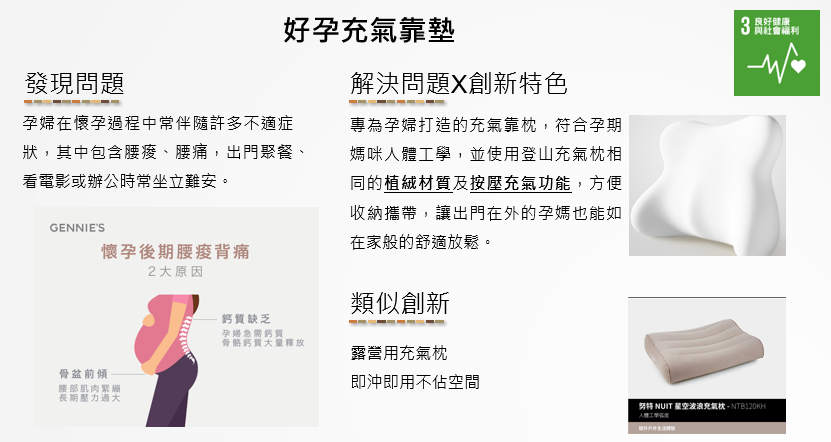 好孕充氣靠墊
3 良好健康
與社會福利
發現問題
孕婦在懷孕過程中常伴隨許多不適症
狀，其中包含腰痠、腰痛，出門聚餐、
看電影或辦公時常坐立難安。
GENNIE'S
懷孕後期腰痠背痛
2大原因
鈣質缺乏
孕婦急需鈣質
骨骼鈣質大量釋放
骨盆前傾
腰部肌肉緊繃
長期壓力過大
解決問題X創新特色
專為孕婦打造的充氣靠枕，符合孕期
媽咪人體工學，並使用登山充氣枕相
同的植絨材質及按壓充氣功能，方便
收納攜帶，讓出門在外的孕媽也能如
在家般的舒適放鬆。
類似創新
露營用充氣枕
即沖即用不佔空間
努特 NUIT 星空波浪充氣枕 - NTB120KH
人體工學弧度